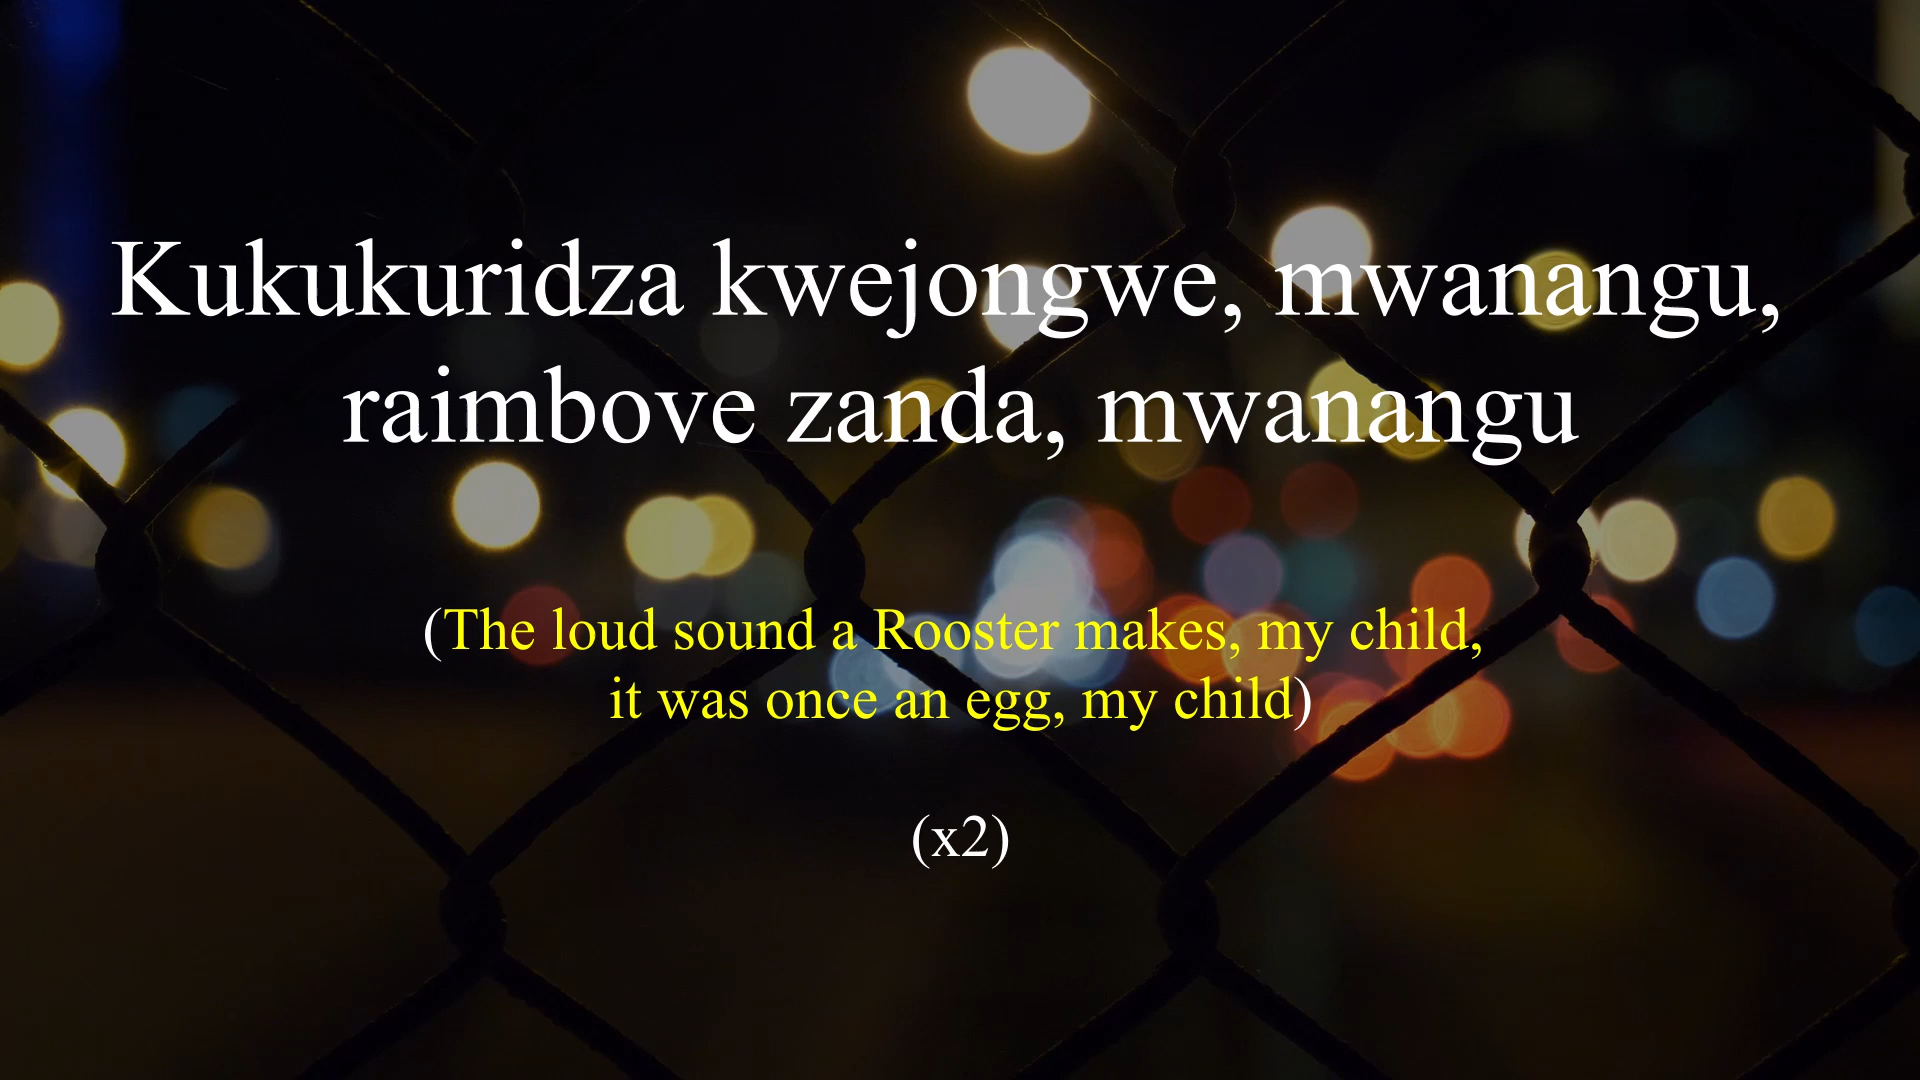 Kukukuridza kwejongwe, mwanangu,
raimbove zanda, mwanangu
(The loud sound a Rooster makes, my child,
it was once an egg, my child)
(x2)